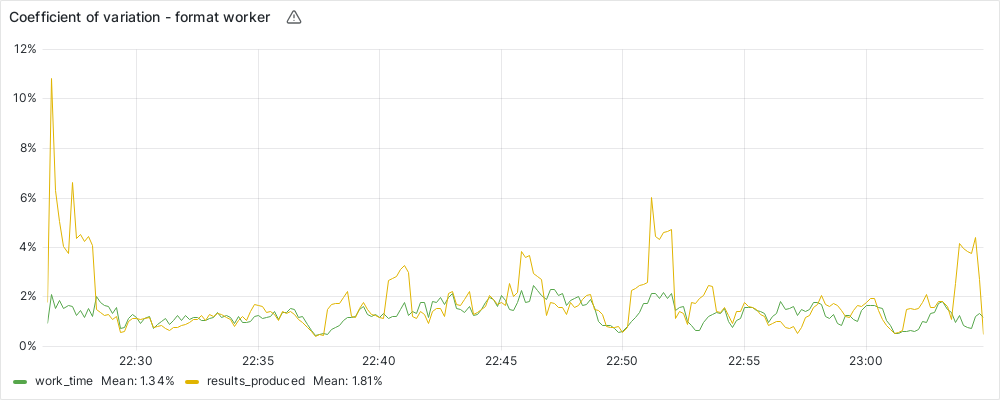 Coefficient of variation - format worker
12%
10%
8%
6%
4%
2%
0%
22:30 22:35 22:40 22:45 22:50 22:55 23:00
work_time Mean: 1.34% results_produced Mean: 1.81%